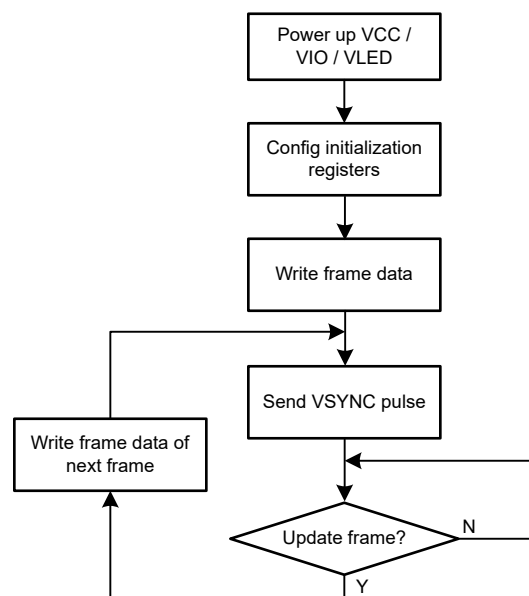 Power up VCC /
VIO / VLED
Config initialization
registers
Write frame data
Send VSYNC pulse
Write frame data of
next frame
Update frame?
N
Y